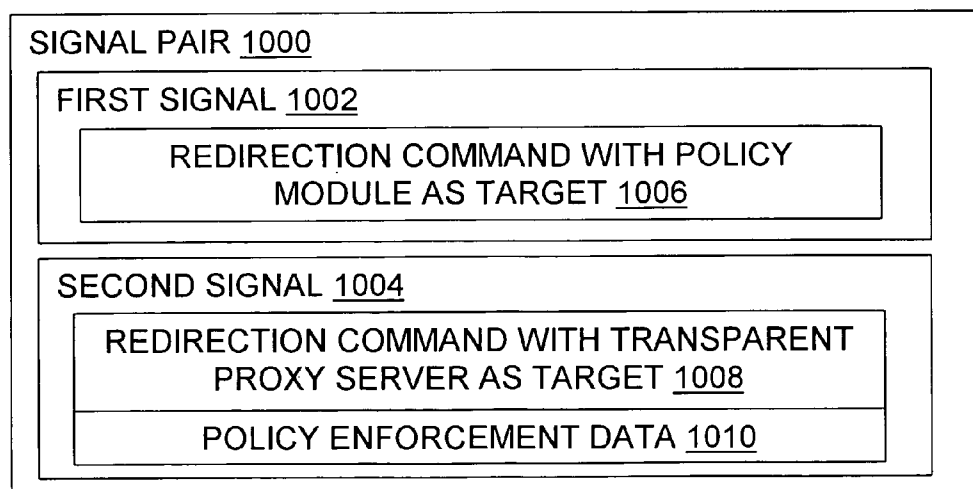 SIGNAL PAIR 1000
FIRST SIGNAL 1002
REDIRECTION COMMAND WITH POLICY
MODULE AS TARGET 1006
SECOND SIGNAL 1004
REDIRECTION COMMAND WITH TRANSPARENT
PROXY SERVER AS TARGET 1008
POLICY ENFORCEMENT DATA 1010